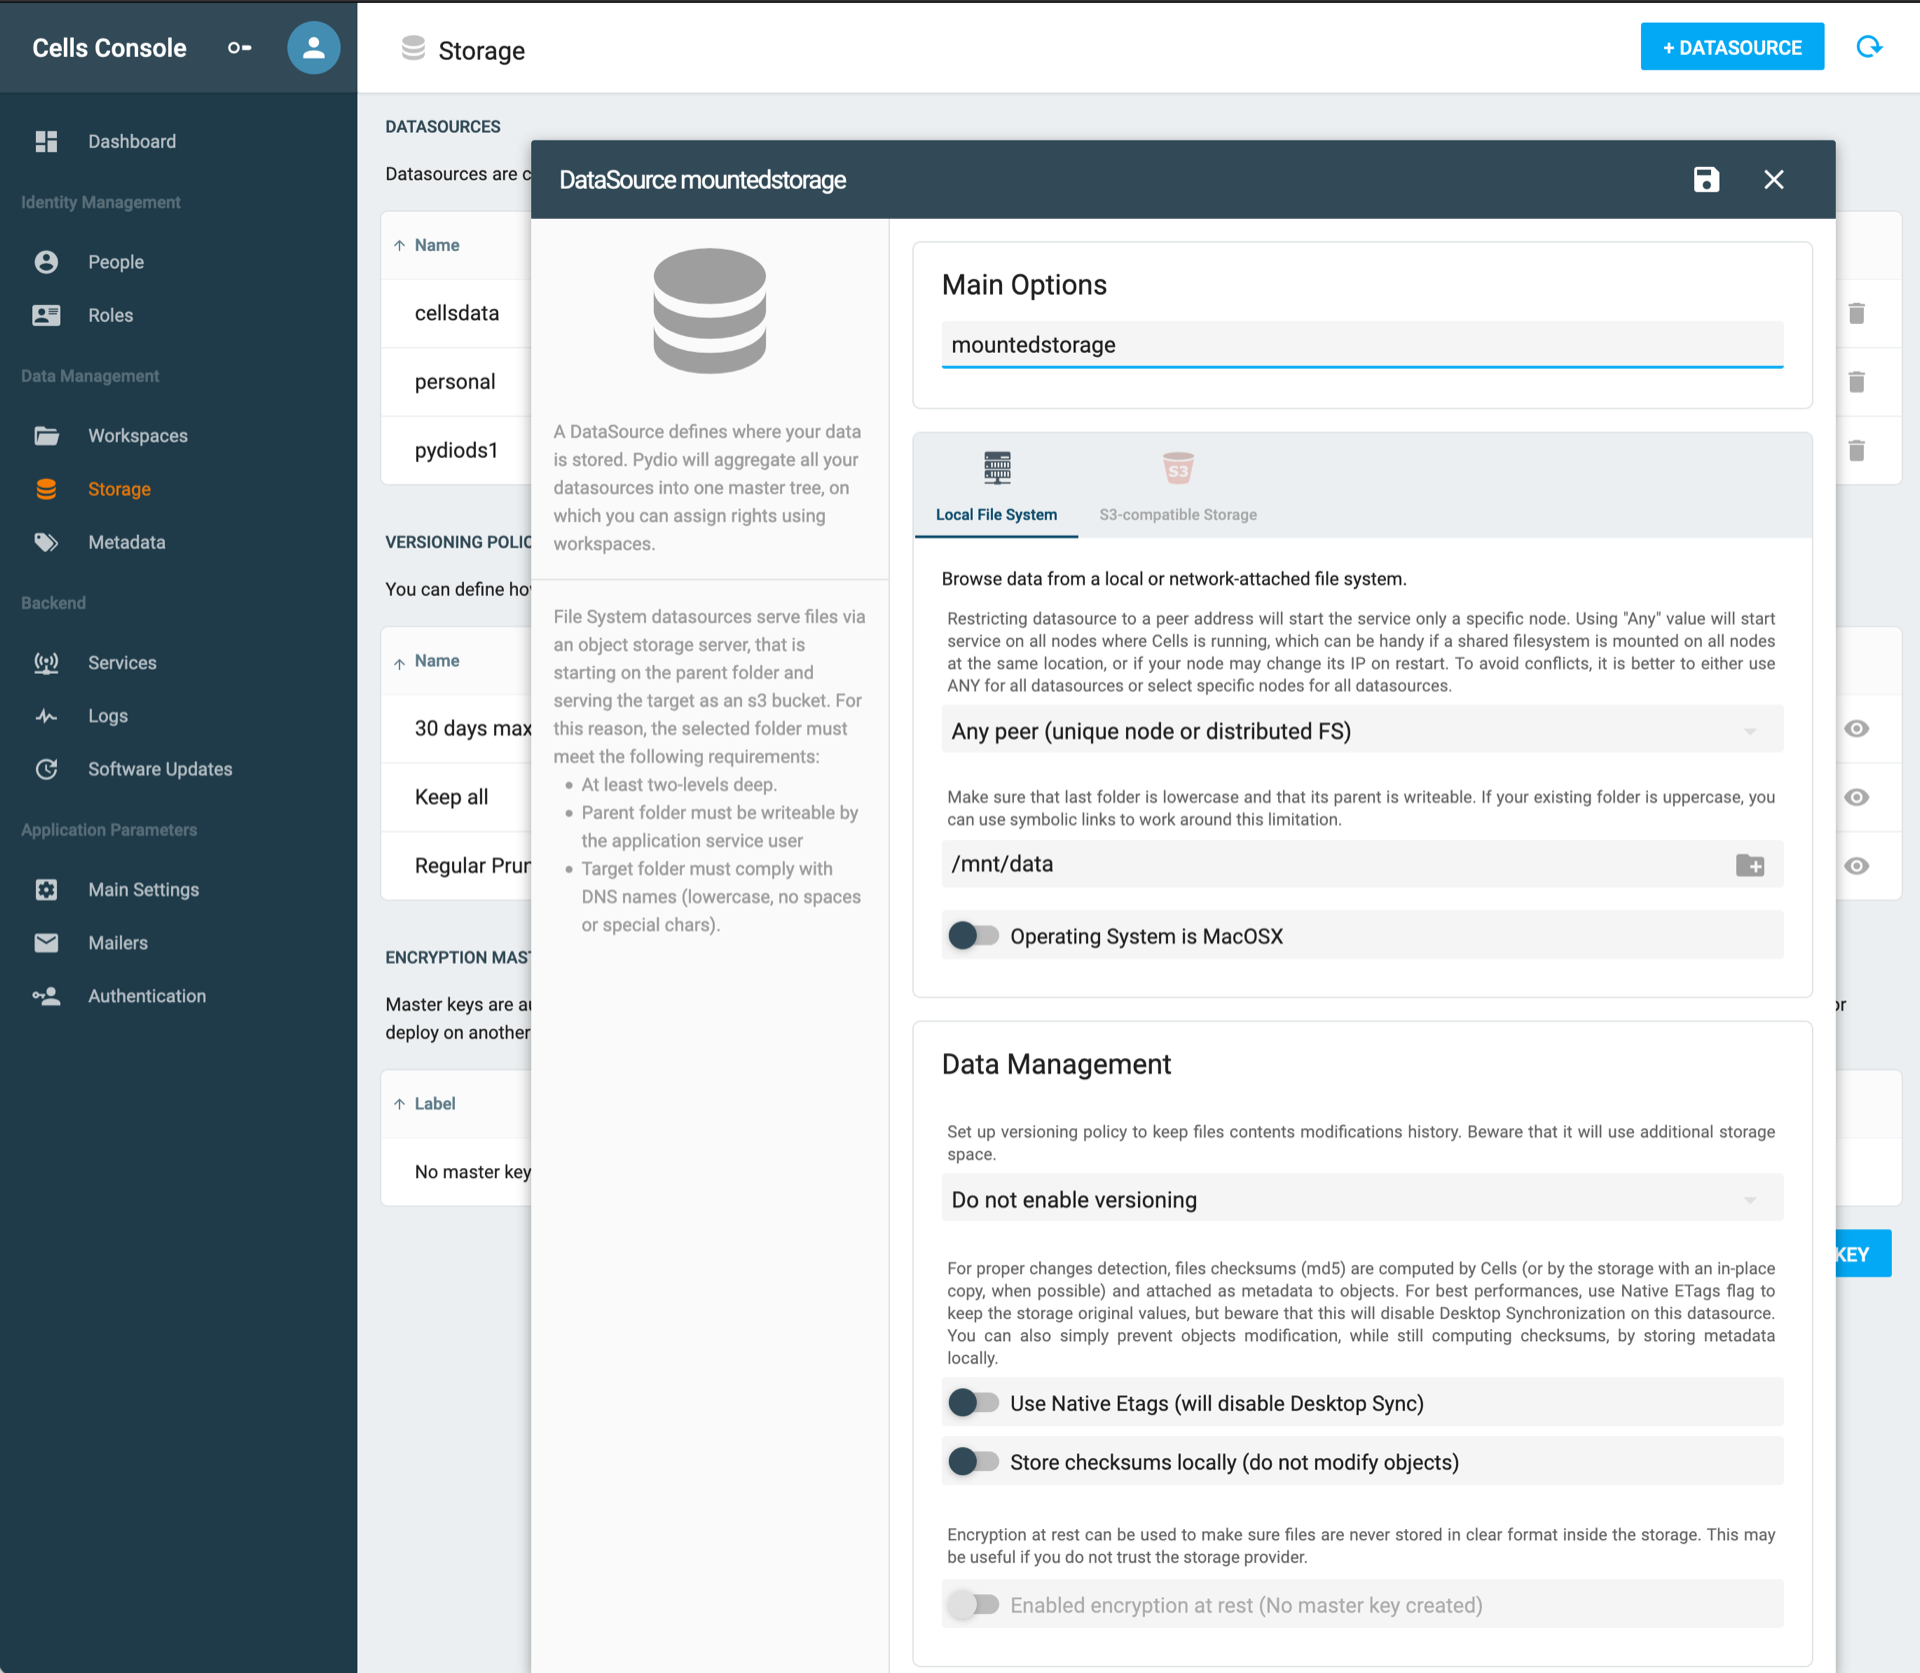 Cells Console
Storage
+ DATASOURCE
Dashboard
Identity Management
People
Roles
Data Management
Workspaces
Storage
Metadata
Backend
Services
Logs
Software Updates
Application Parameters
Main Settings
Mailers
Authentication
DATASOURCES
Datasources are c
Name
cellsdata
personal
pydiods1
VERSIONING POLIC
You can define ho
Name
30 days max
Keep all
Regular Prun
ENCRYPTION MAS
Master keys are a
or
deploy on another
Label
No master key
KEY
DataSource mountedstorage
A DataSource defines where your data
is stored. Pydio will aggregate all your
datasources into one master tree, on
which you can assign rights using
workspaces.
File System datasources serve files via
an object storage server, that is
starting on the parent folder and
serving the target as an s3 bucket. For
this reason, the selected folder must
meet the following requirements:
At least two-levels deep.
Parent folder must be writeable by
the application service user
Target folder must comply with
DNS names (lowercase, no spaces
or special chars).
Main Options
mountedstorage
S3
Local File System
S3-compatible Storage
Browse data from a local or network-attached file system.
Restricting datasource to a peer address will start the service only a specific node. Using "Any" value will start
service on all nodes where Cells is running, which can be handy if a shared filesystem is mounted on all nodes
at the same location, or if your node may change its IP on restart. To avoid conflicts, it is better to either use
ANY for all datasources or select specific nodes for all datasources.
Any peer (unique node or distributed FS)
Make sure that last folder is lowercase and that its parent is writeable. If your existing folder is uppercase, you
can use symbolic links to work around this limitation.
/mnt/data
Operating System is MacOSX
Data Management
Set up versioning policy to keep files contents modifications history. Beware that it will use additional storage
space.
Do not enable versioning
For proper changes detection, files checksums (md5) are computed by Cells (or by the storage with an in-place
copy, when possible) and attached as metadata to objects. For best performances, use Native ETags flag to
keep the storage original values, but beware that this will disable Desktop Synchronization on this datasource.
You can also simply prevent objects modification, while still computing checksums, by storing metadata
locally.
Use Native Etags (will disable Desktop Sync)
Store checksums locally (do not modify objects)
Encryption at rest can be used to make sure files are never stored in clear format inside the storage. This may
be useful if you do not trust the storage provider.
Enabled encryption at rest (No master key created)